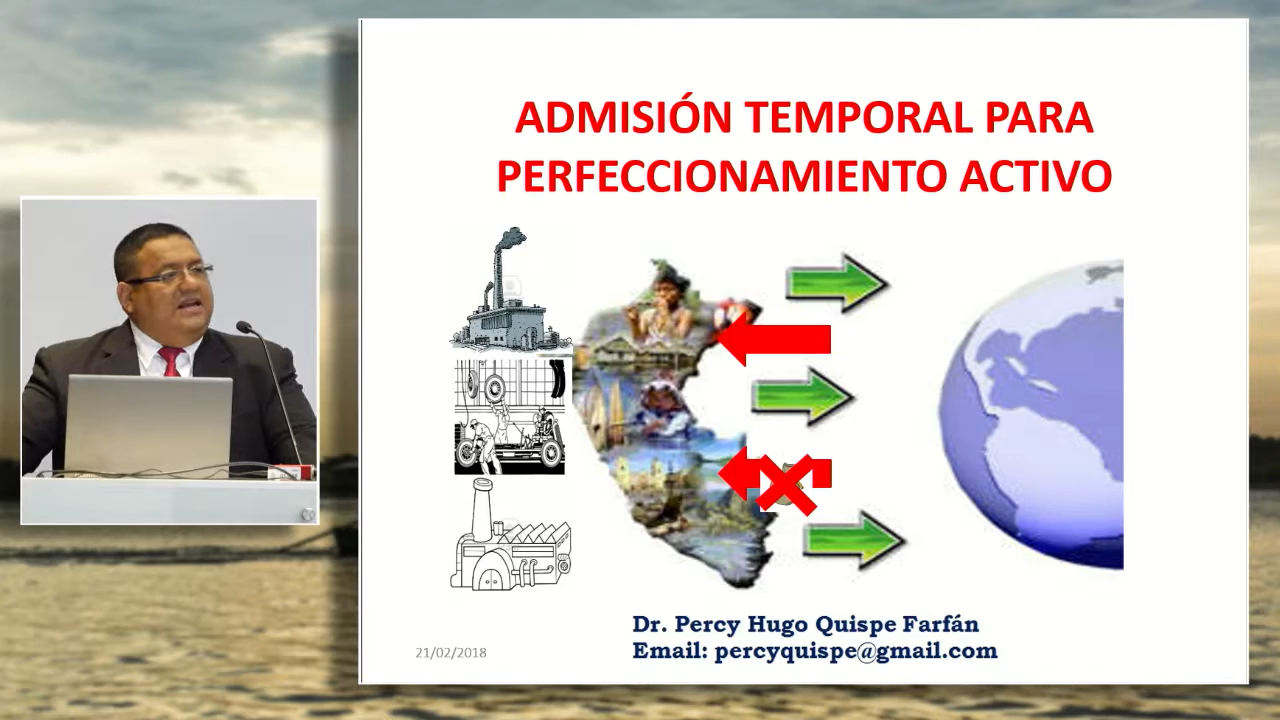 ADMISIÓN TEMPORAL PARA
PERFECCIONAMIENTO ACTIVO
Dr. Percy Hugo Quispe Farfán
Email: percyquispe@gmail.com
21/02/2018